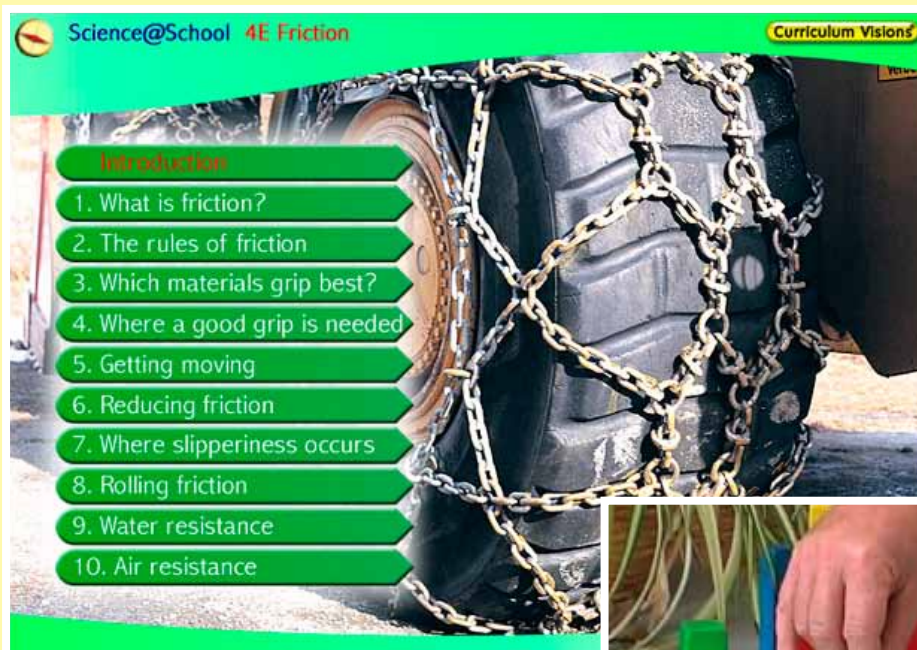 Science@School 4E Friction
Curriculum Visions
Introduction
1. What is friction?
2. The rules of friction
3. Which materials grip best?
4. Where a good grip is needed
5. Getting moving
6. Reducing friction
7. Where slipperiness occurs
8. Rolling friction
9. Water resistance
10. Air resistance